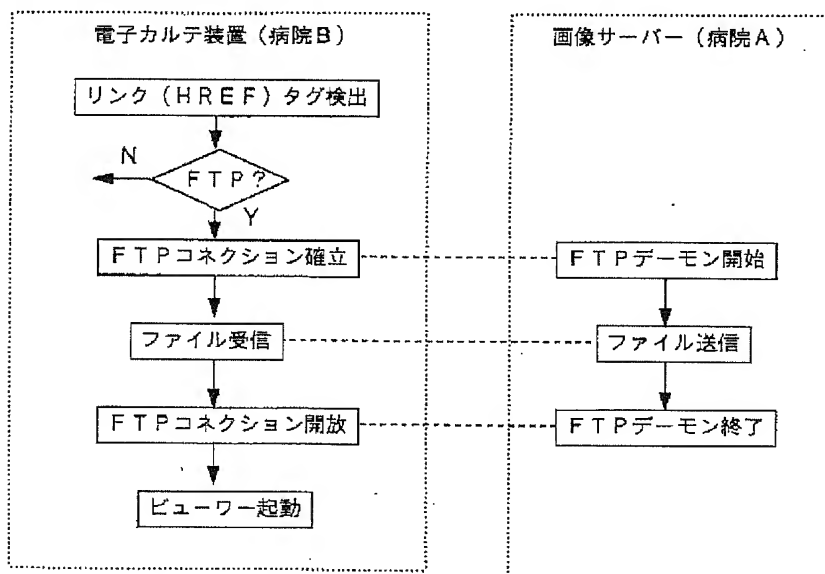 電子カルテ装置（病院B）
画像サーバー（病院A）
リンク（HREF）タグ検出
N
FTP？
Y
FTPコネクション確立
FTPデーモン開始
ファイル受信
ファイル送信
FTPコネクション開放
FTPデーモン終了
ビューワー起動